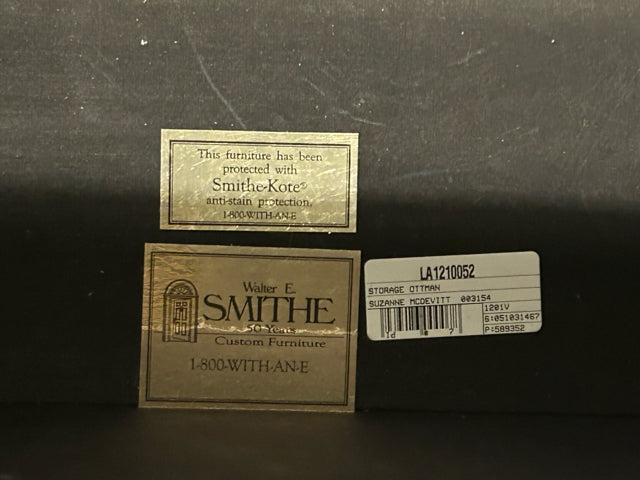 This furniture has been
protected with
Smithe-Kote®
anti-stain protection.
1-800-WITH-AN-E
Walter E.
SMITHE
50 Years
Custom Furniture
1-800-WITH-AN-E
LA1210052
STORAGE OTTMAN
SUZANNE MCDEVITT 003154
1201V
G:051031467
P:589352